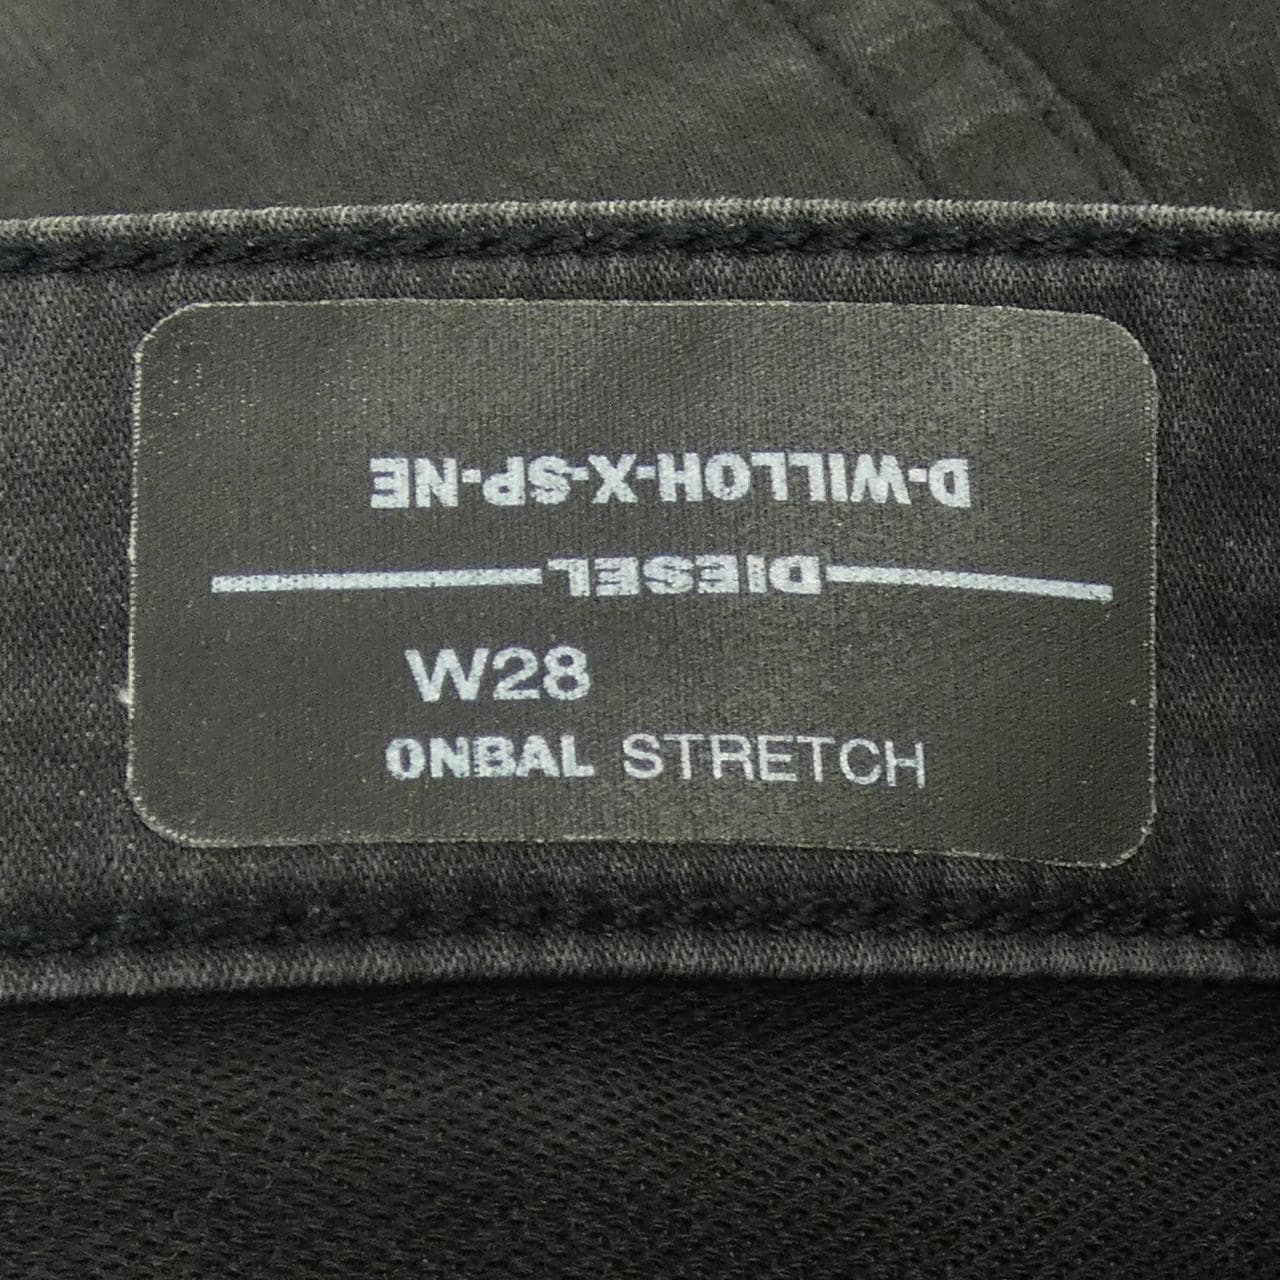 D-WILLOH-X-SP-NE
DIESEL
W28
0NBAL STRETCH